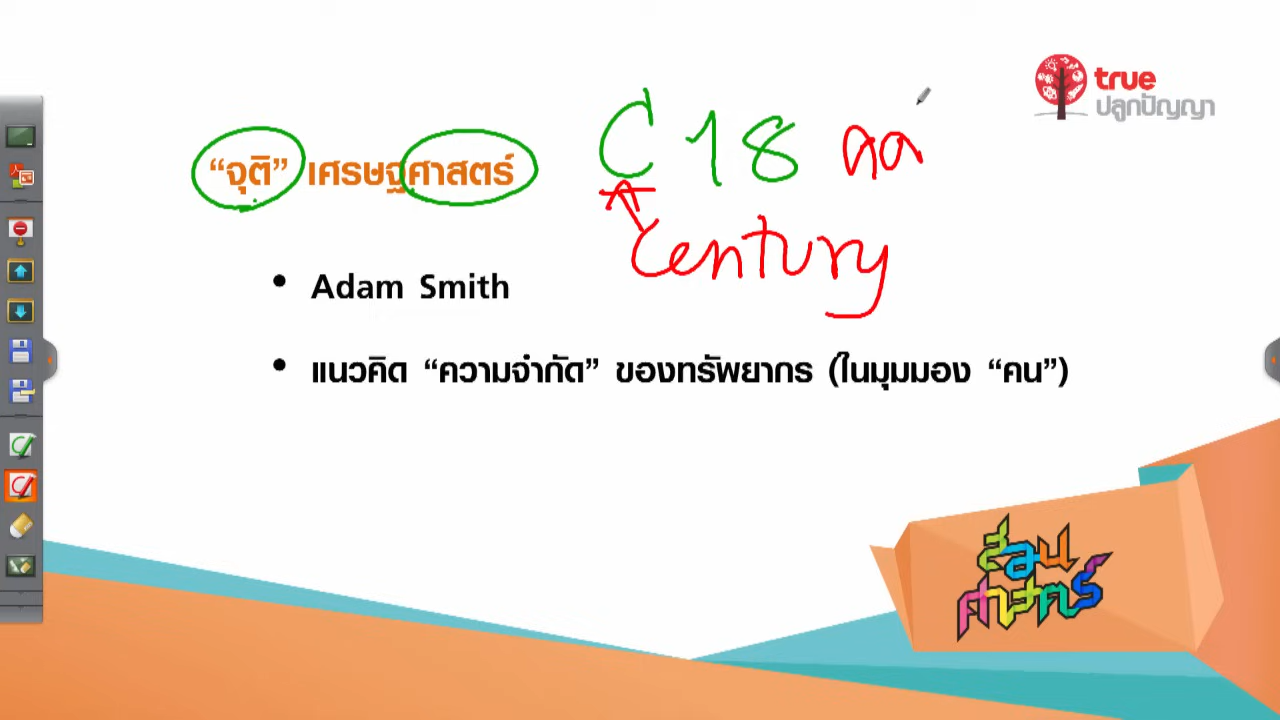 true
ปลูกปัญญา
“จุติ” เศรษฐศาสตร์
C 18
century
• Adam Smith
• แนวคิด “ความจำกัด” ของทรัพยากร (ในมุมมอง “คน”)
สอน
ศาสตร์